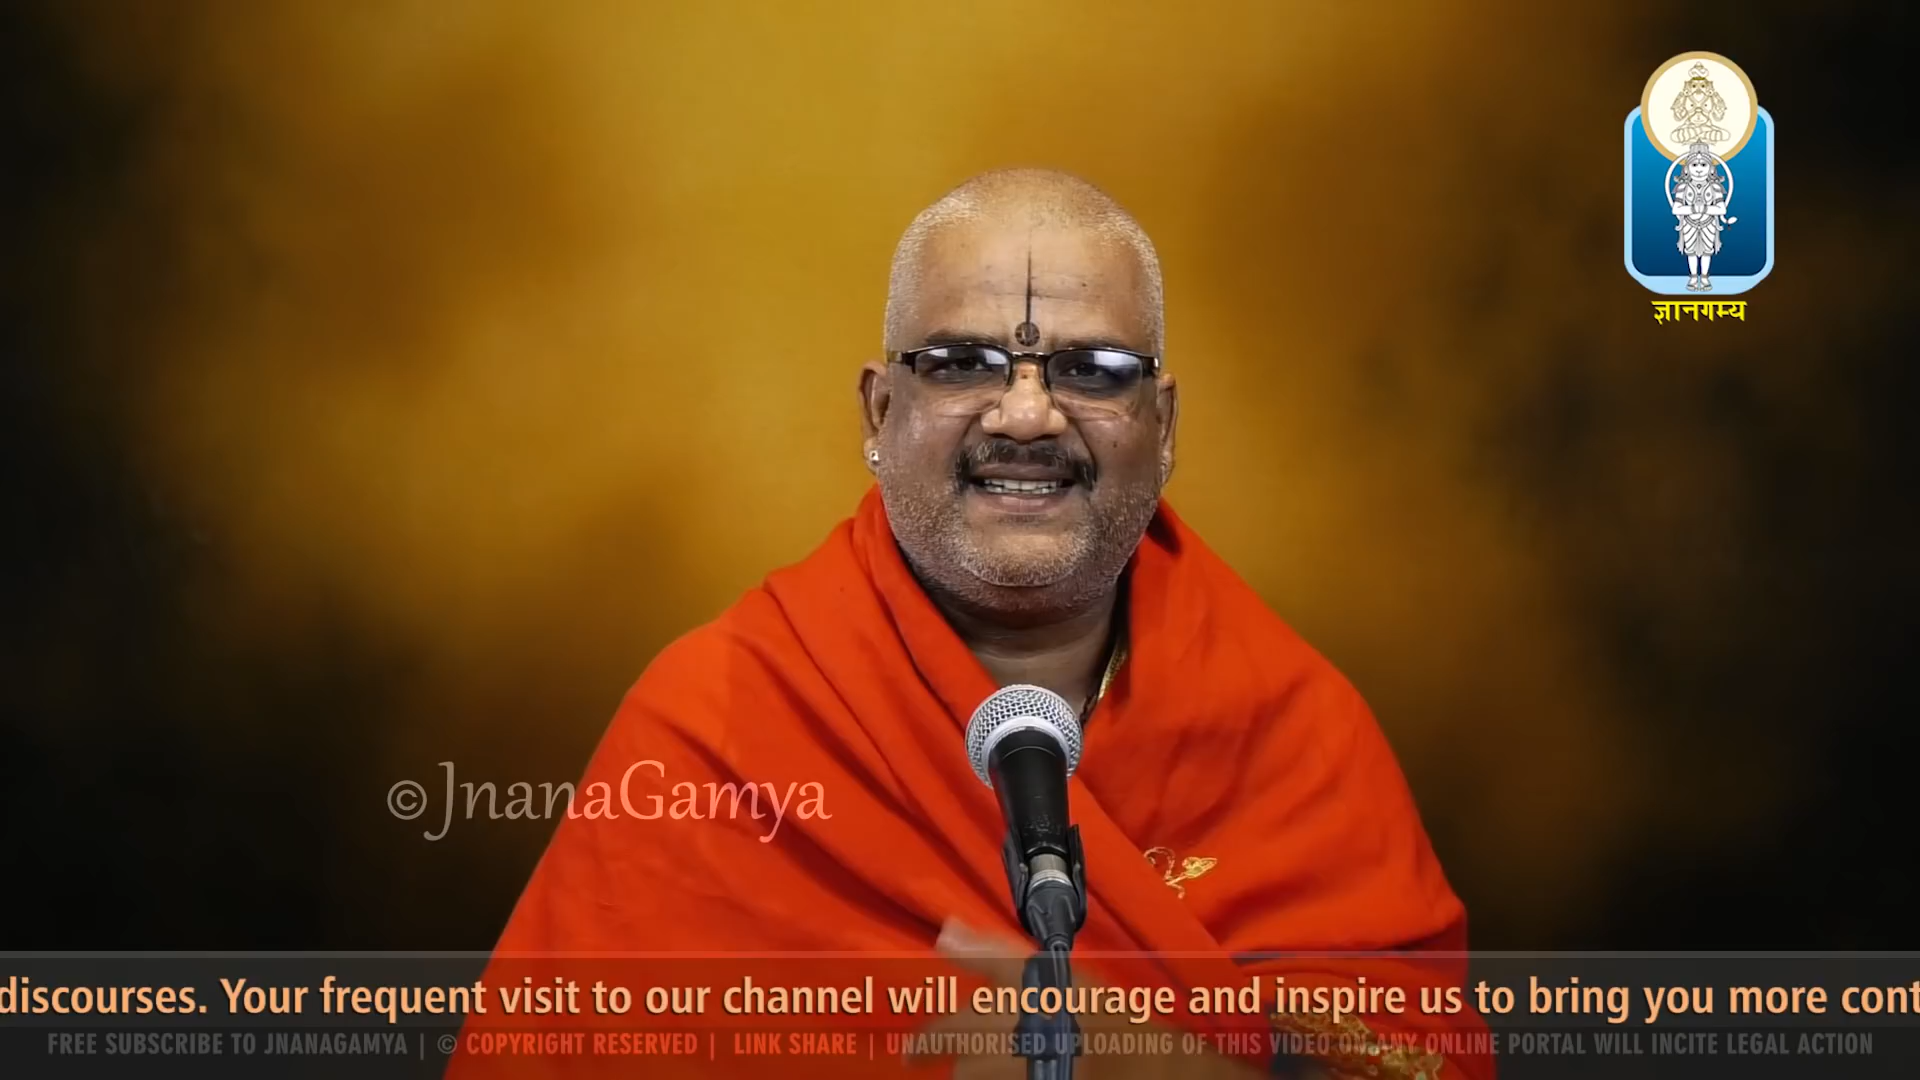 ज्ञानगम्य
©JnanaGamya
discourses. Your frequent visit to our channel will encourage and inspire us to bring you more cont
FREE SUBSCRIBE TO JNANAGAMYA | © COPYRIGHT RESERVED | LINK SHARE | UNAUTHORISED UPLOADING OF THIS VIDEO ON ANY ONLINE PORTAL WILL INCITE LEGAL ACTION